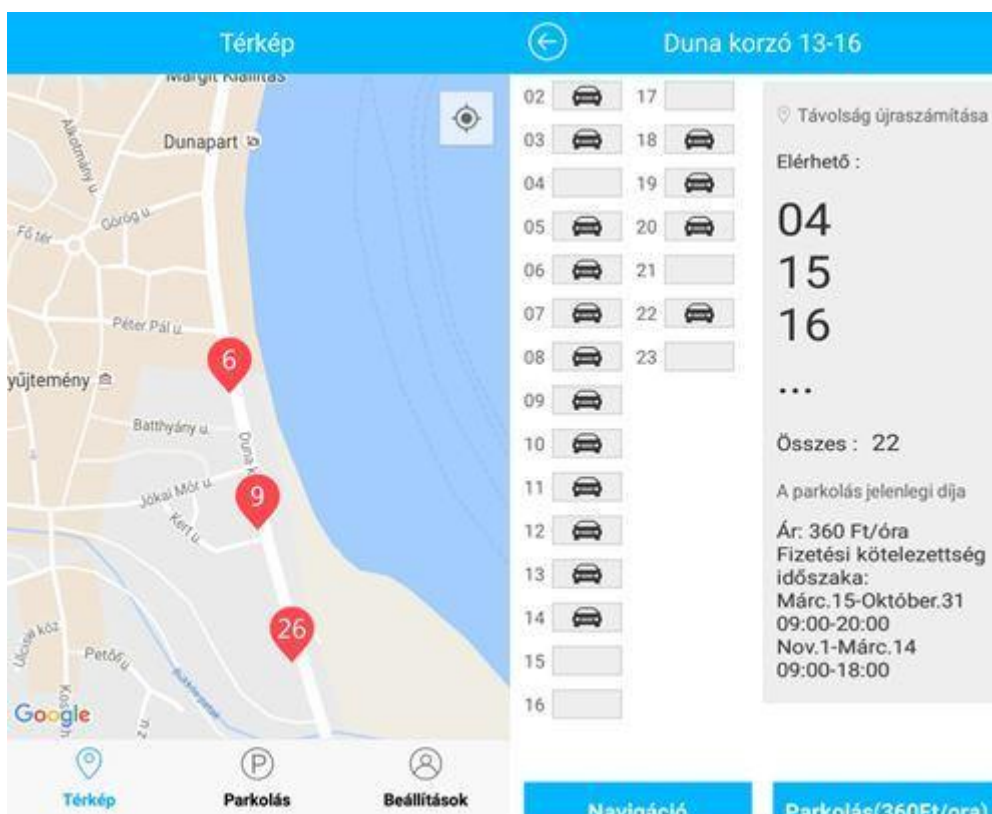 Térkép
Margit Kiállítás
Dunapart
Alkotmány u.
Görög u.
Fő tér
Péter Pál u.
6
yűjtemény
Batthyány u.
Duna k
Jókai Mór u.
9
Kert u.
26
Petőfi u.
Google
z u.
Térkép
Parkolás
Beállítások
Duna korzó 13-16
02
03
04
05
06
07
08
09
10
11
12
13
14
15
16
17
18
19
20
21
22
23
Távolság újraszámítása
Elérhető :
04
15
16
...
Összes : 22
A parkolás jelenlegi díja
Ár: 360 Ft/óra
Fizetési kötelezettség
időszaka:
Márc.15-Október.31
09:00-20:00
Nov.1-Márc.14
09:00-18:00
Navigáció
Parkolás(360Ft/ora)